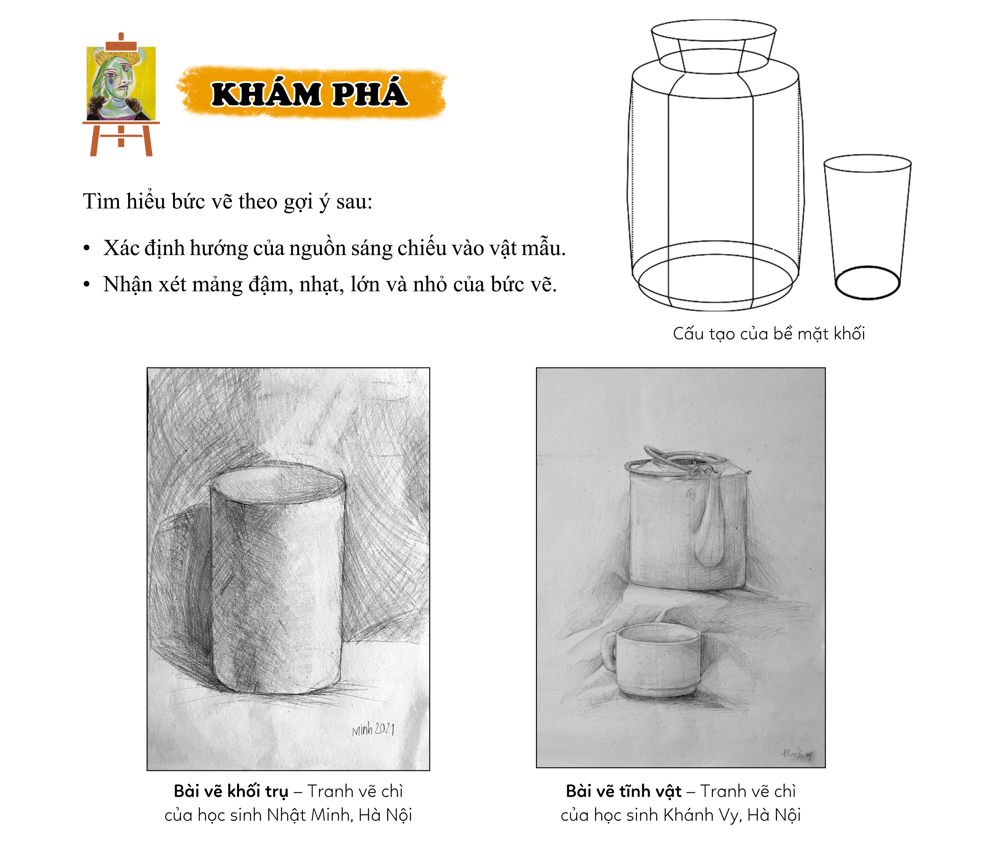 KHÁM PHÁ
Tìm hiểu bức vẽ theo gợi ý sau:
• Xác định hướng của nguồn sáng chiếu vào vật mẫu.
• Nhận xét mảng đậm, nhạt, lớn và nhỏ của bức vẽ.
Cấu tạo của bề mặt khối
Minh 2021
Khánh vy
Bài vẽ khối trụ – Tranh vẽ chì
của học sinh Nhật Minh, Hà Nội
Bài vẽ tĩnh vật – Tranh vẽ chì
của học sinh Khánh Vy, Hà Nội